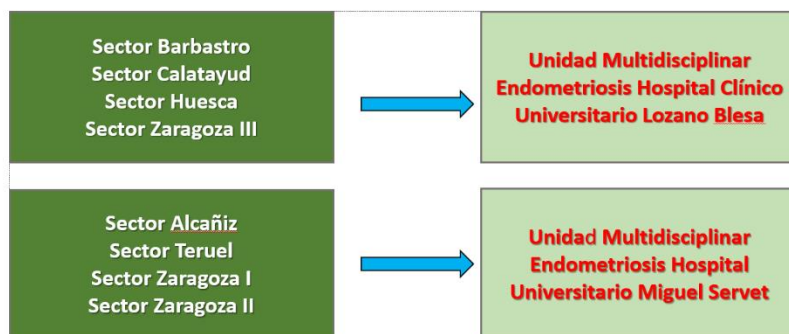 Sector Barbastro
Sector Calatayud
Sector Huesca
Sector Zaragoza III
Unidad Multidisciplinar
Endometriosis Hospital Clínico
Universitario Lozano Blesa
Sector Alcañiz
Sector Teruel
Sector Zaragoza I
Sector Zaragoza II
Unidad Multidisciplinar
Endometriosis Hospital
Universitario Miguel Servet